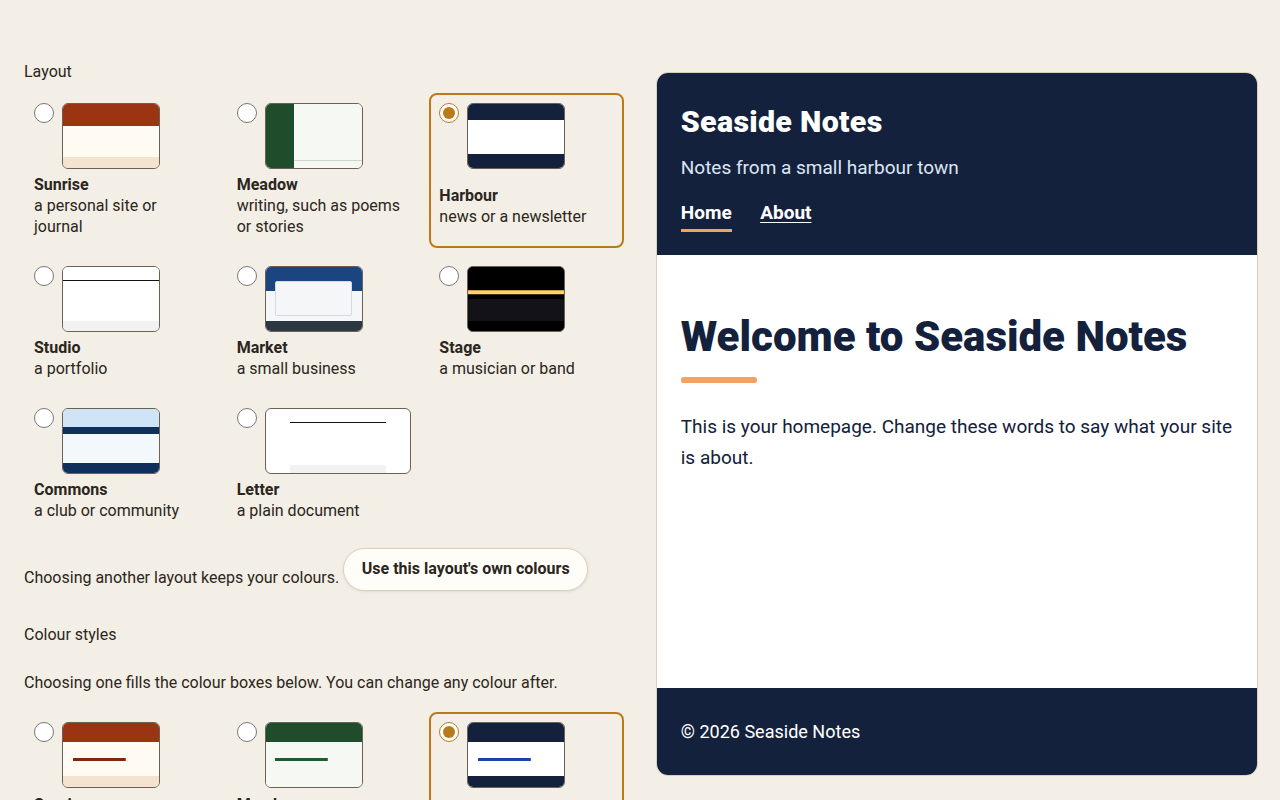 Layout
Sunrise
a personal site or
journal
Meadow
writing, such as poems
or stories
Harbour
news or a newsletter
Studio
a portfolio
Market
a small business
Stage
a musician or band
Commons
a club or community
Letter
a plain document
Choosing another layout keeps your colours.
Use this layout's own colours
Colour styles
Choosing one fills the colour boxes below. You can change any colour after.
Seaside Notes
Notes from a small harbour town
Home
About
Welcome to Seaside Notes
This is your homepage. Change these words to say what your site
is about.
© 2026 Seaside Notes